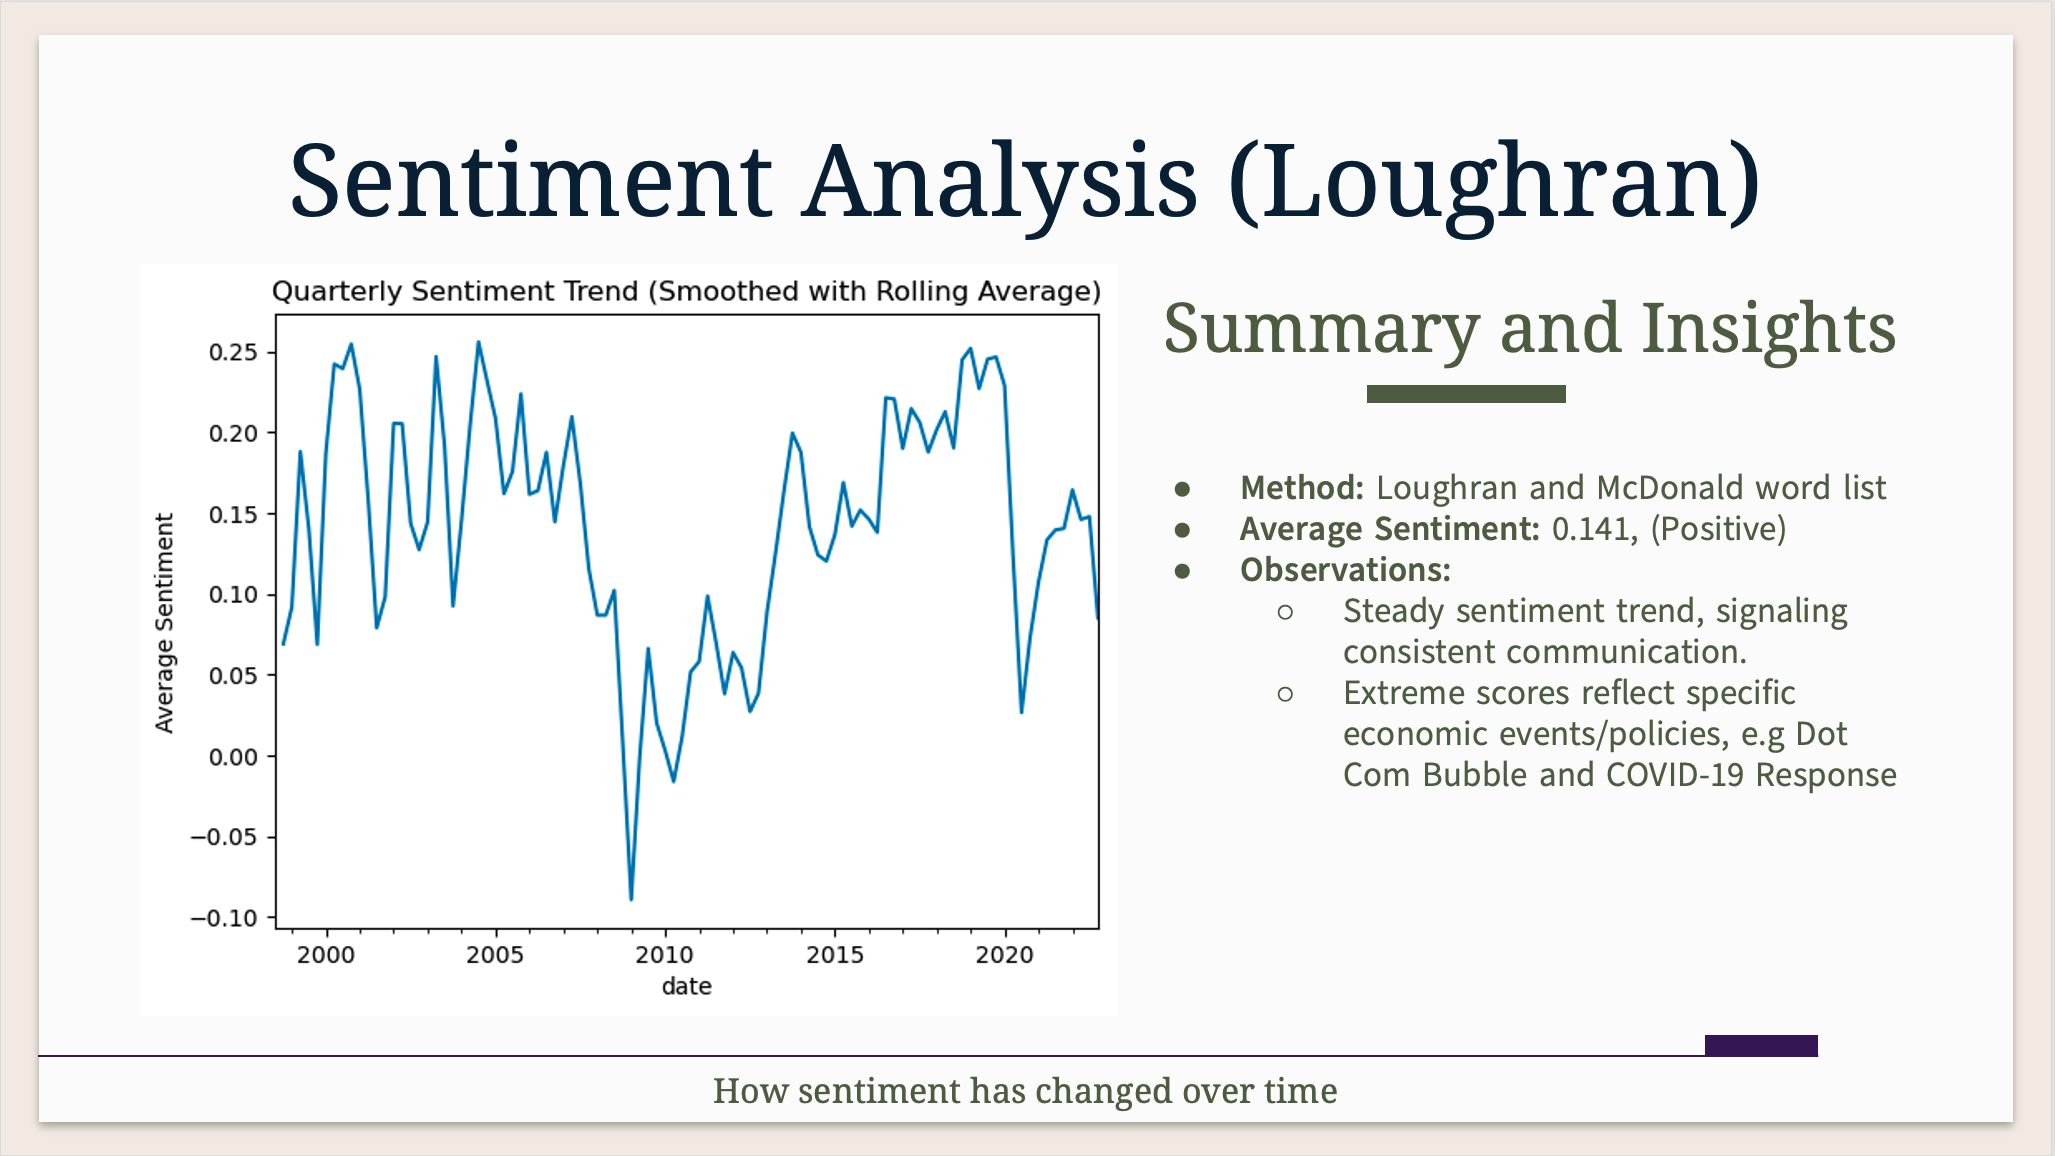 Sentiment Analysis (Loughran)
Quarterly Sentiment Trend (Smoothed with Rolling Average)
0.25
0.20
0.15
0.10
0.05
0.00
−0.05
−0.10
Average Sentiment
2000 2005 2010 2015 2020
date
Summary and Insights
● Method: Loughran and McDonald word list
● Average Sentiment: 0.141, (Positive)
● Observations:
○ Steady sentiment trend, signaling
consistent communication.
○ Extreme scores reflect specific
economic events/policies, e.g Dot
Com Bubble and COVID-19 Response
How sentiment has changed over time